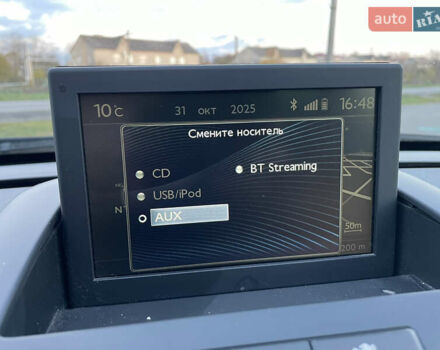 auto RIA
10°C 31 окт 2025 16:48
Смените носитель
CD BT Streaming
USB/iPod
AUX
50m
200 m